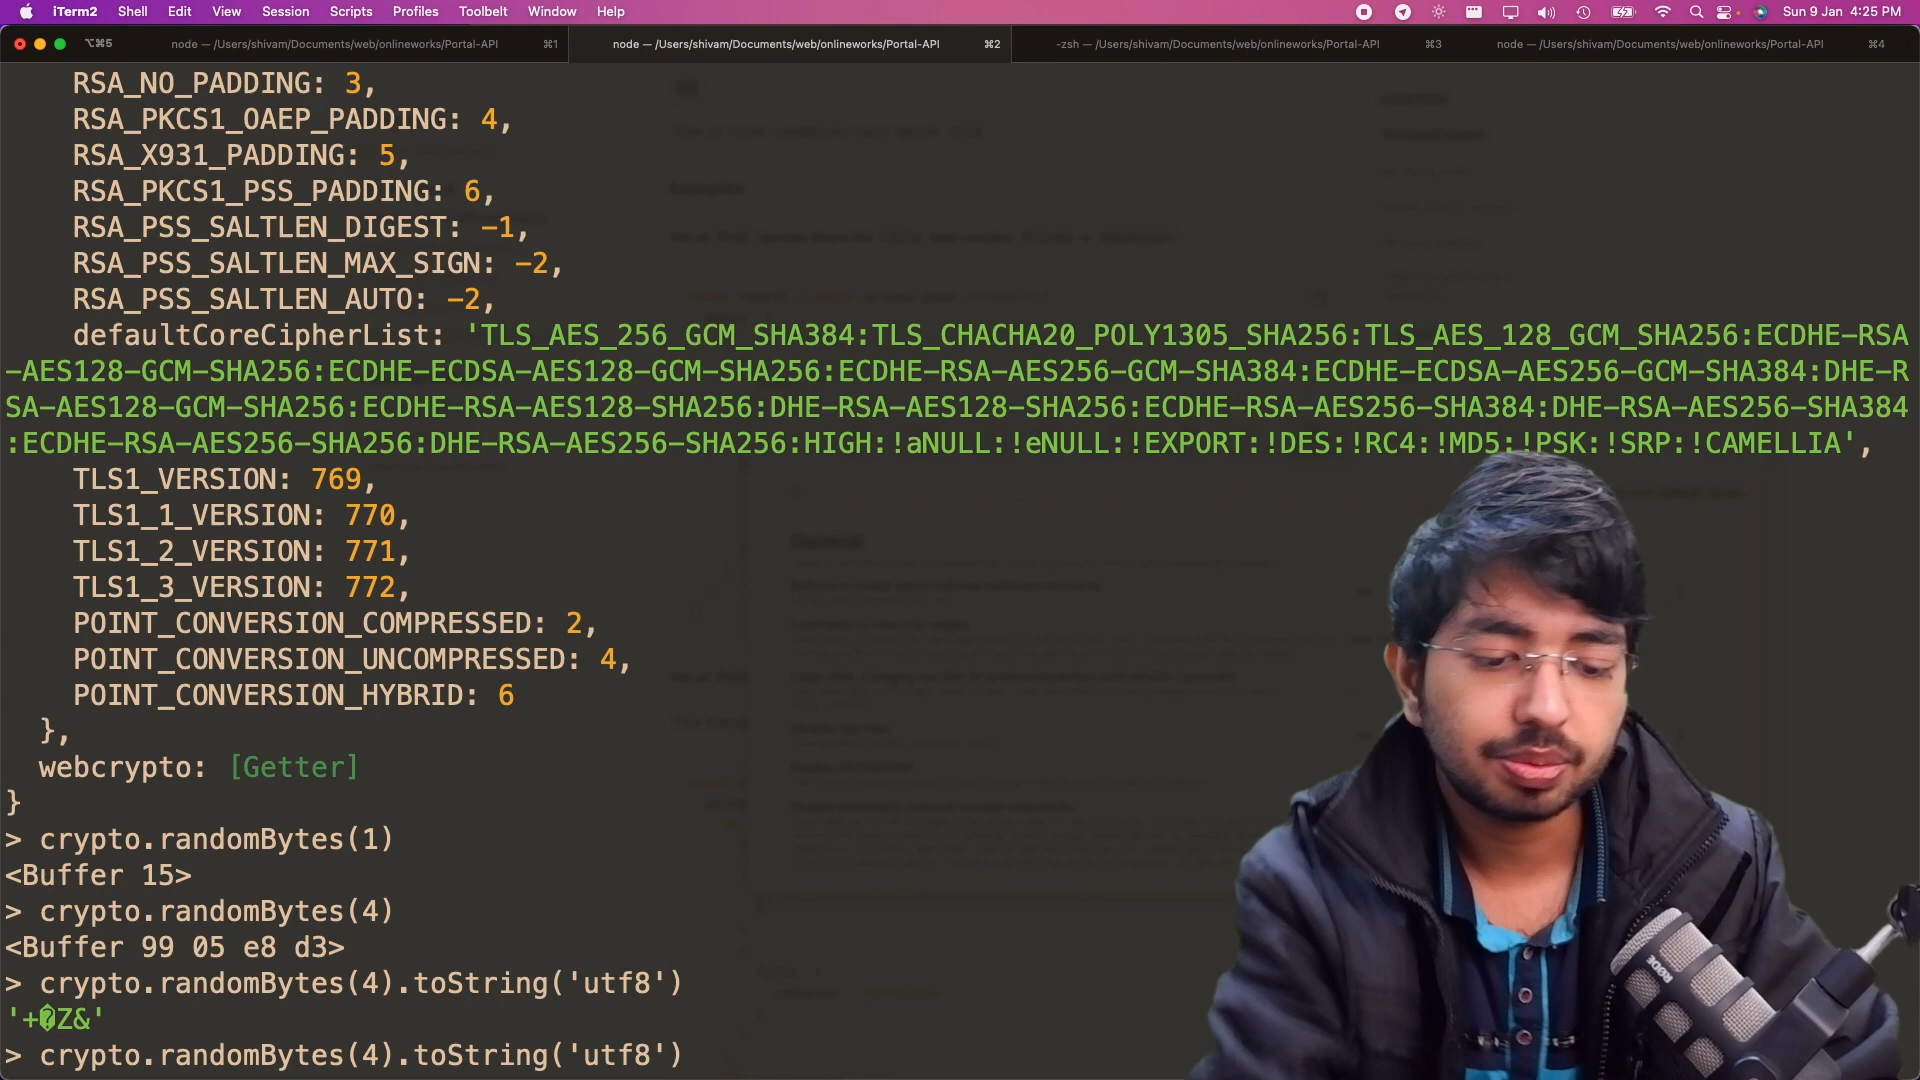 iTerm2 Shell Edit View Session Scripts Profiles Toolbelt Window Help Sun 9 Jan 4:25 PM
⌥⌘5 node — /Users/shivam/Documents/web/onlineworks/Portal-API ⌘1 node — /Users/shivam/Documents/web/onlineworks/Portal-API ⌘2 -zsh — /Users/shivam/Documents/web/onlineworks/Portal-API ⌘3 node — /Users/shivam/Documents/web/onlineworks/Portal-API ⌘4
RSA_NO_PADDING: 3,
RSA_PKCS1_OAEP_PADDING: 4,
RSA_X931_PADDING: 5,
RSA_PKCS1_PSS_PADDING: 6,
RSA_PSS_SALTLEN_DIGEST: -1,
RSA_PSS_SALTLEN_MAX_SIGN: -2,
RSA_PSS_SALTLEN_AUTO: -2,
defaultCoreCipherList: 'TLS_AES_256_GCM_SHA384:TLS_CHACHA20_POLY1305_SHA256:TLS_AES_128_GCM_SHA256:ECDHE-RSA
-AES128-GCM-SHA256:ECDHE-ECDSA-AES128-GCM-SHA256:ECDHE-RSA-AES256-GCM-SHA384:ECDHE-ECDSA-AES256-GCM-SHA384:DHE-R
SA-AES128-GCM-SHA256:ECDHE-RSA-AES128-SHA256:DHE-RSA-AES128-SHA256:ECDHE-RSA-AES256-SHA384:DHE-RSA-AES256-SHA384
:ECDHE-RSA-AES256-SHA256:DHE-RSA-AES256-SHA256:HIGH:!aNULL:!eNULL:!EXPORT:!DES:!RC4:!MD5:!PSK:!SRP:!CAMELLIA',
TLS1_VERSION: 769,
TLS1_1_VERSION: 770,
TLS1_2_VERSION: 771,
TLS1_3_VERSION: 772,
POINT_CONVERSION_COMPRESSED: 2,
POINT_CONVERSION_UNCOMPRESSED: 4,
POINT_CONVERSION_HYBRID: 6
},
webcrypto: [Getter]
}
> crypto.randomBytes(1)
<Buffer 15>
> crypto.randomBytes(4)
<Buffer 99 05 e8 d3>
> crypto.randomBytes(4).toString('utf8')
'+�Z&'
> crypto.randomBytes(4).toString('utf8')
General
RØDE